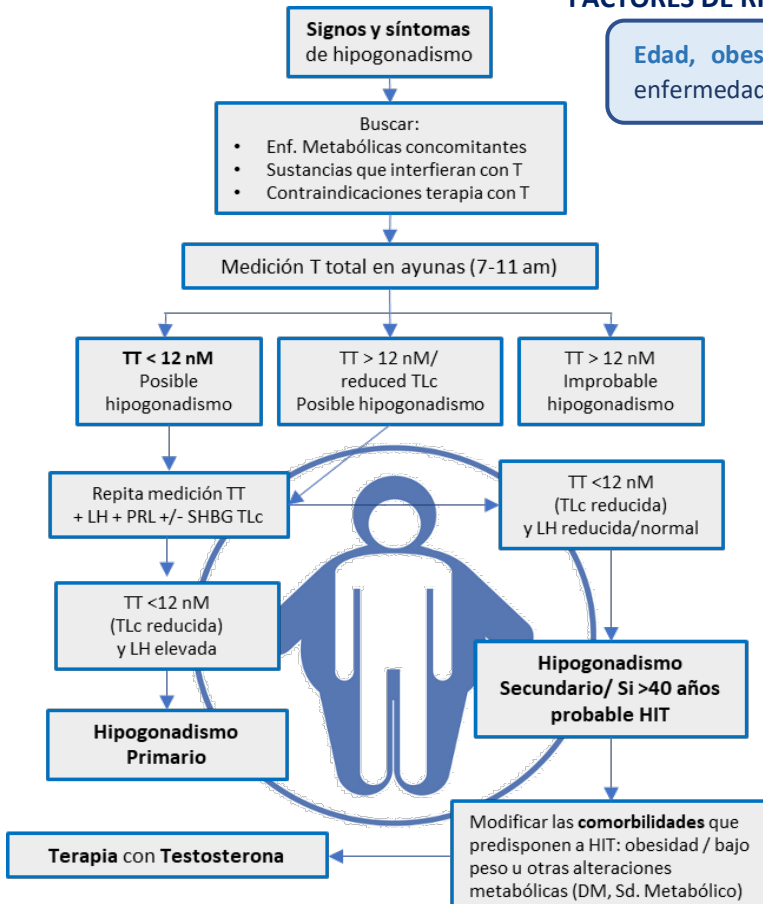 FACTORES DE
Edad, obes
enfermedad
Signos y síntomas
de hipogonadismo
Buscar:
• Enf. Metabólicas concomitantes
• Sustancias que interfieran con T
• Contraindicaciones terapia con T
Medición T total en ayunas (7-11 am)
TT < 12 nM
Posible
hipogonadismo
TT > 12 nM/
reduced TLc
Posible hipogonadismo
TT > 12 nM
Improbable
hipogonadismo
Repita medición TT
+ LH + PRL +/- SHBG TLc
TT <12 nM
(TLc reducida)
y LH reducida/normal
TT <12 nM
(TLc reducida)
y LH elevada
Hipogonadismo
Secundario/ Si >40 años
probable HIT
Hipogonadismo
Primario
Modificar las comorbilidades que
predisponen a HIT: obesidad / bajo
peso u otras alteraciones
metabólicas (DM, Sd. Metabólico)
Terapia con Testosterona